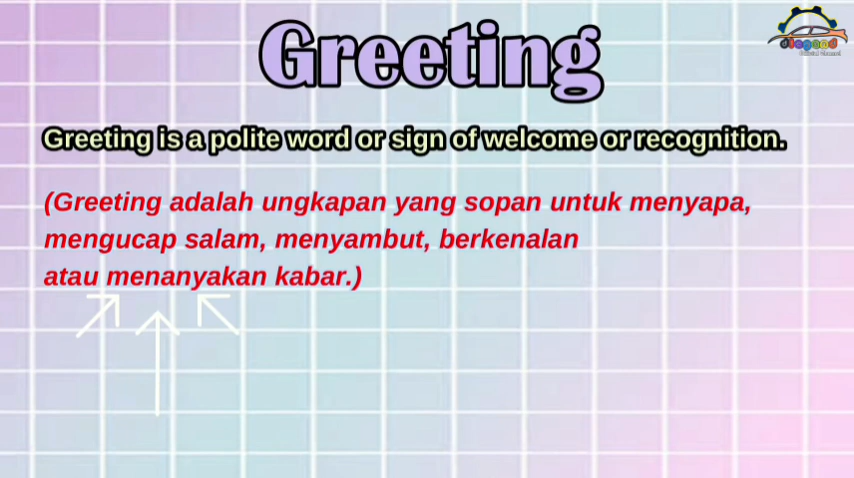 Greeting
Greeting is a polite word or sign of welcome or recognition.
(Greeting adalah ungkapan yang sopan untuk menyapa,
mengucap salam, menyambut, berkenalan
atau menanyakan kabar.)